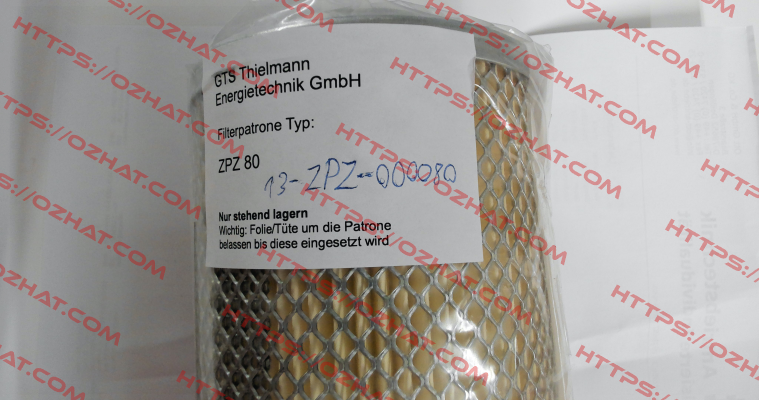 GTS Thielmann
Energietechnik GmbH
Filterpatrone Typ:
ZPZ 80
13-ZPZ-000080
Nur stehend lagern
Wichtig: Folie/Tüte um die Patrone
belassen bis diese eingesetzt wird
HTTPS://OZHAT.COM